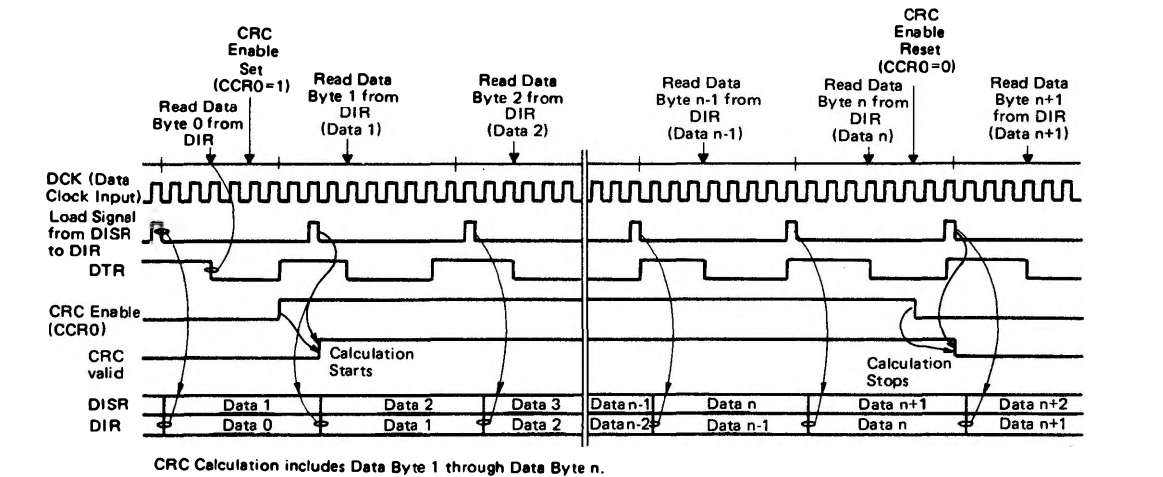 CRC
Enable
Set
(CCR0=1)
Read Data
Byte 0 from
DIR
Read Data
Byte 1 from
DIR
(Data 1)
Read Data
Byte 2 from
DIR
(Data 2)
Read Data
Byte n-1 from
DIR
(Data n-1)
CRC
Enable
Reset
(CCR0=0)
Read Data
Byte n from
DIR
(Data n)
Read Data
Byte n+1
from DIR
(Data n+1)
DCK (Data
Clock Input)
Load Signal
from DISR
to DIR
DTR
CRC Enable
(CCR0)
CRC
valid
Calculation
Starts
Calculation
Stops
DISR Data 1 Data 2 Data 3 Data n-1 Data n Data n+1 Data n+2
DIR Data 0 Data 1 Data 2 Data n-2 Data n-1 Data n Data n+1
CRC Calculation includes Data Byte 1 through Data Byte n.